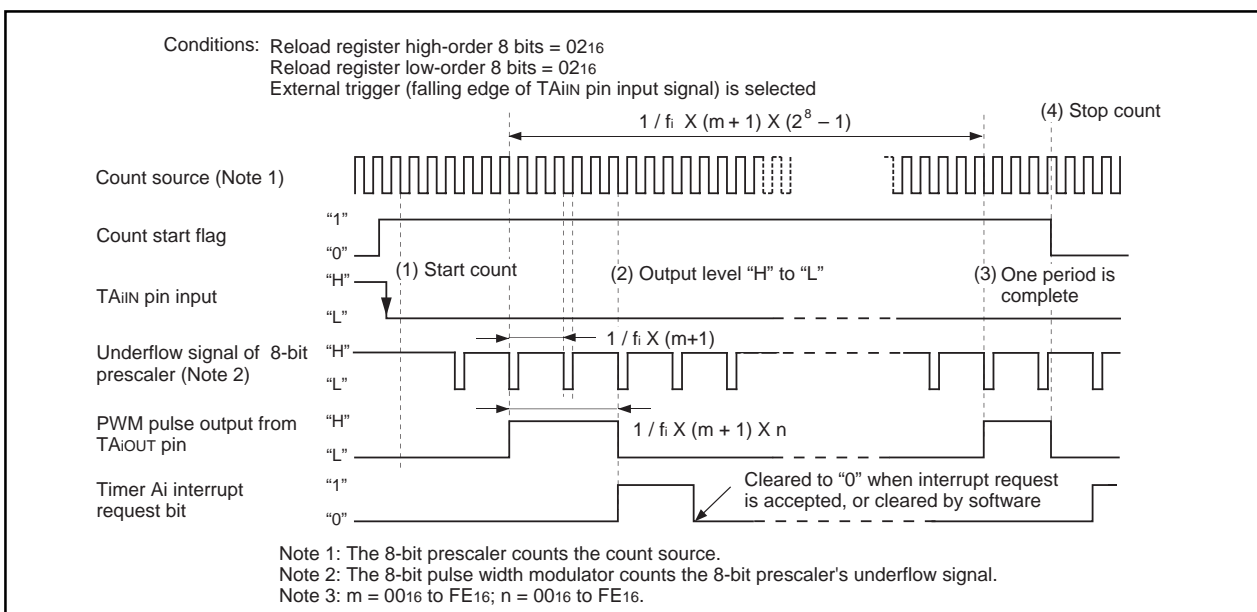 Conditions: Reload register high-order 8 bits = 0216
Reload register low-order 8 bits = 0216
External trigger (falling edge of TAiIN pin input signal) is selected
(4) Stop count
1 / fi X (m + 1) X (2^8 – 1)
Count source (Note 1)
Count start flag
“1”
“0”
(1) Start count
(2) Output level “H” to “L”
(3) One period is
complete
TAiIN pin input
“H”
“L”
1 / fi X (m+1)
Underflow signal of 8-bit
prescaler (Note 2)
“H”
“L”
PWM pulse output from
TAiOUT pin
“H”
“L”
1 / fi X (m + 1) X n
Timer Ai interrupt
request bit
“1”
“0”
Cleared to “0” when interrupt request
is accepted, or cleared by software
Note 1: The 8-bit prescaler counts the count source.
Note 2: The 8-bit pulse width modulator counts the 8-bit prescaler's underflow signal.
Note 3: m = 0016 to FE16; n = 0016 to FE16.